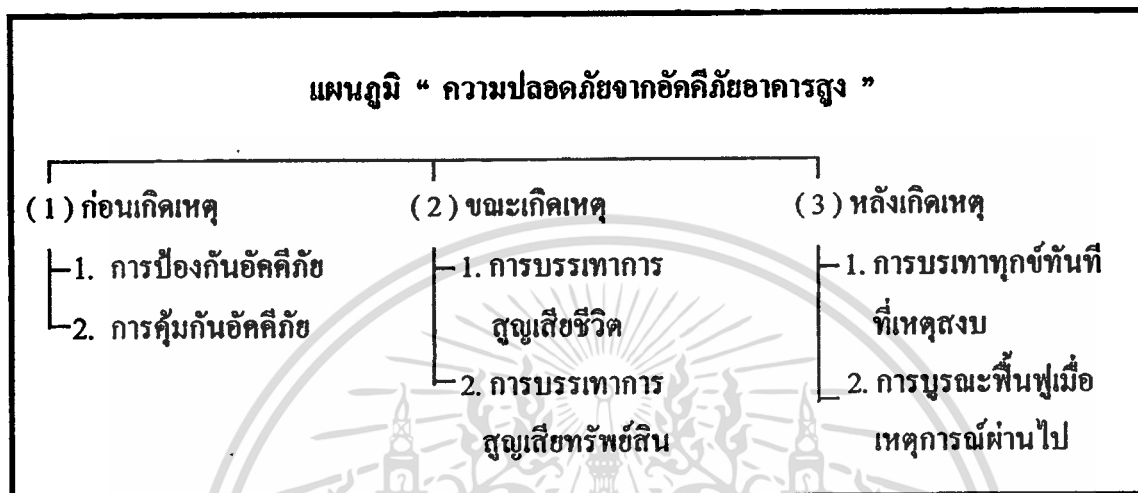 แผนภูมิ “ ความปลอดภัยจากอัคคีภัยอาคารสูง ”
( 1 ) ก่อนเกิดเหตุ
1. การป้องกันอัคคีภัย
2. การคุ้มกันอัคคีภัย
( 2 ) ขณะเกิดเหตุ
1. การบรรเทาการ
สูญเสียชีวิต
2. การบรรเทาการ
สูญเสียทรัพย์สิน
( 3 ) หลังเกิดเหตุ
1. การบรเทาทุกข์ทันที
ที่เหตุสงบ
2. การบูรณะฟื้นฟูเมื่อ
เหตุการณ์ผ่านไป